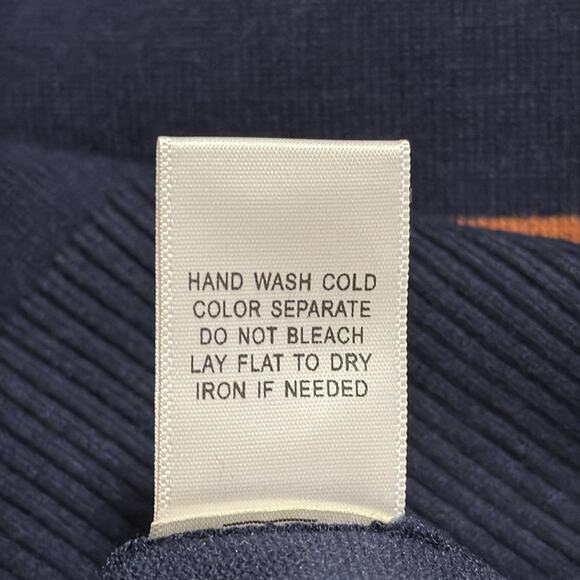 HAND WASH COLD
COLOR SEPARATE
DO NOT BLEACH
LAY FLAT TO DRY
IRON IF NEEDED